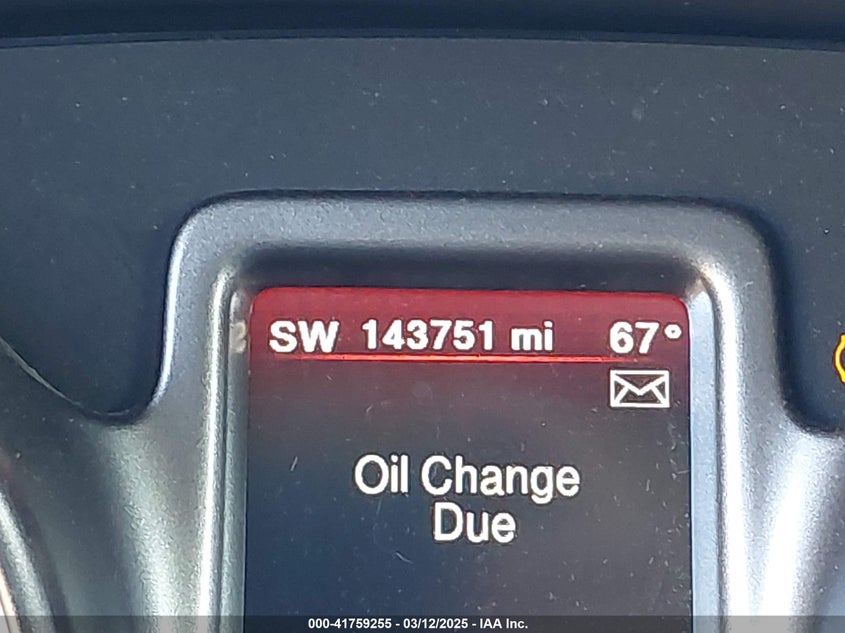 SW 143751 mi 67°
Oil Change
Due
000-41759255 - 03/12/2025 - IAA Inc.